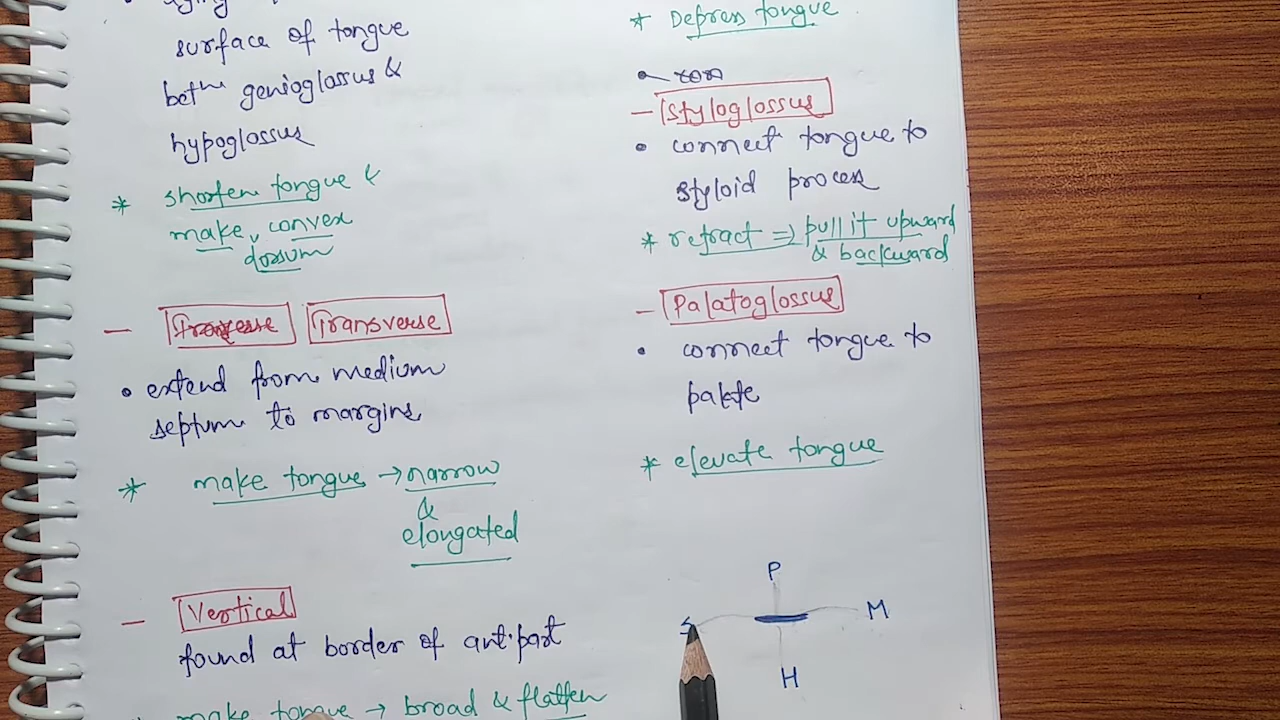 surface of tongue
betⁿ genioglossus &
hypoglossus
* shorten tongue &
make convex
dorsum
– Transverse
• extend from medium
septum to margins
* make tongue → narrow
&
elongated
– Vertical
found at border of ant. part
make tongue → broad & flatten
* Depress tongue
– Styloglossus
• connect tongue to
styloid process
* retract ⇒ pull it upward
& backward
– Palatoglossus
• connect tongue to
palate
* elevate tongue
P
S M
H